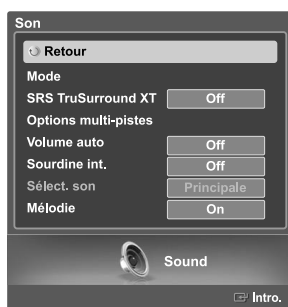 Son
Retour
Mode
SRS TruSurround XT Off
Options multi-pistes
Volume auto Off
Sourdine int. Off
Sélect. son Principale
Mélodie On
Sound
Intro.